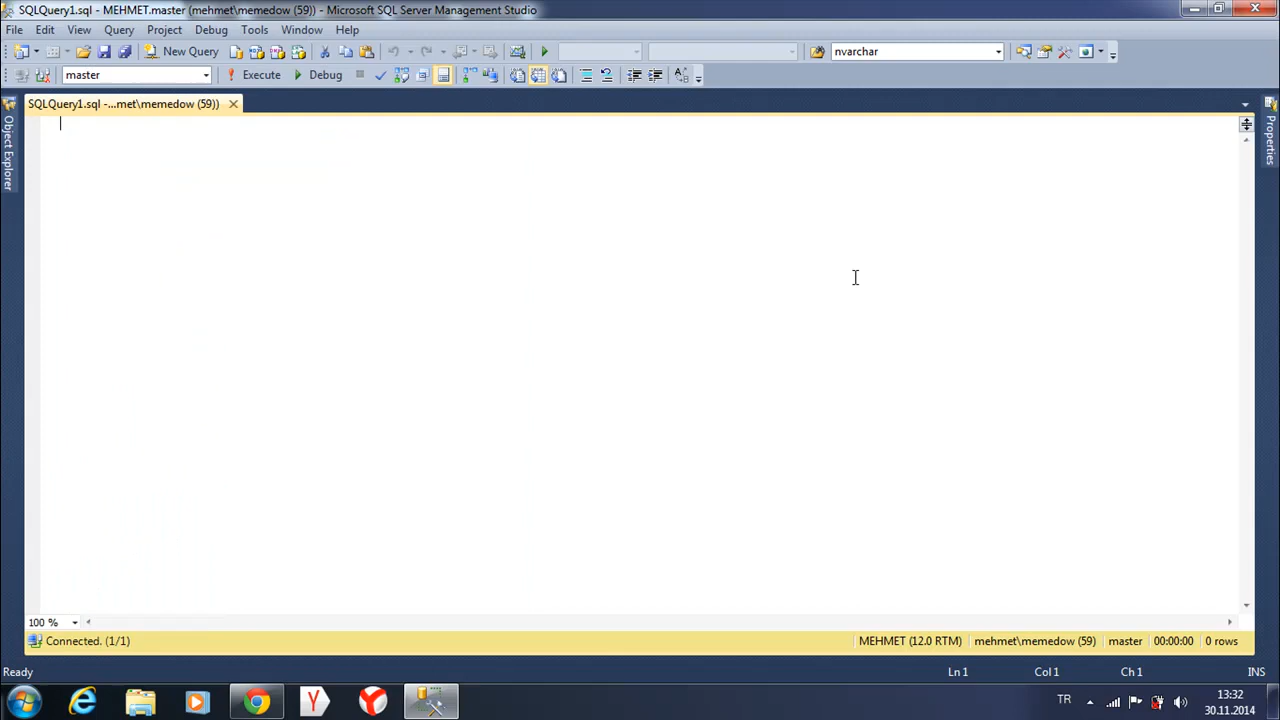 SQLQuery1.sql - MEHMET.master (mehmet\memedow (59)) - Microsoft SQL Server Management Studio
File Edit View Query Project Debug Tools Window Help
New Query nvarchar
master Execute Debug
SQLQuery1.sql -...met\memedow (59))
Object Explorer
Properties
100 %
Connected. (1/1) MEHMET (12.0 RTM) mehmet\memedow (59) master 00:00:00 0 rows
Ready Ln 1 Col 1 Ch 1 INS
TR 13:32
30.11.2014